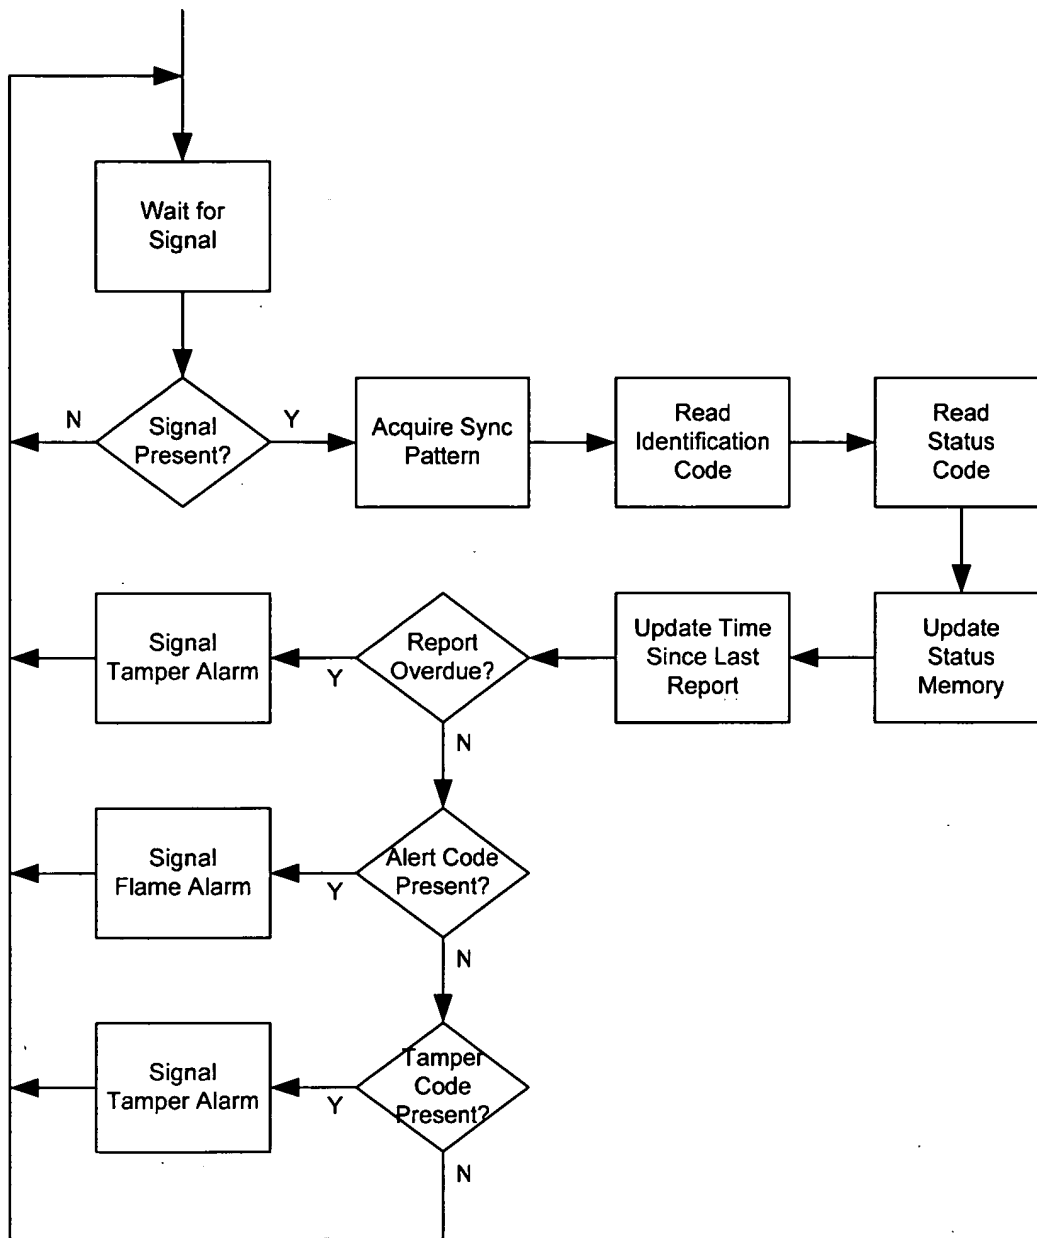 Wait for
Signal
N
Signal
Present?
Y
Acquire Sync
Pattern
Read
Identification
Code
Read
Status
Code
Signal
Tamper Alarm
Y
Report
Overdue?
Update Time
Since Last
Report
Update
Status
Memory
N
Signal
Flame Alarm
Y
Alert Code
Present?
N
Signal
Tamper Alarm
Y
Tamper
Code
Present?
N